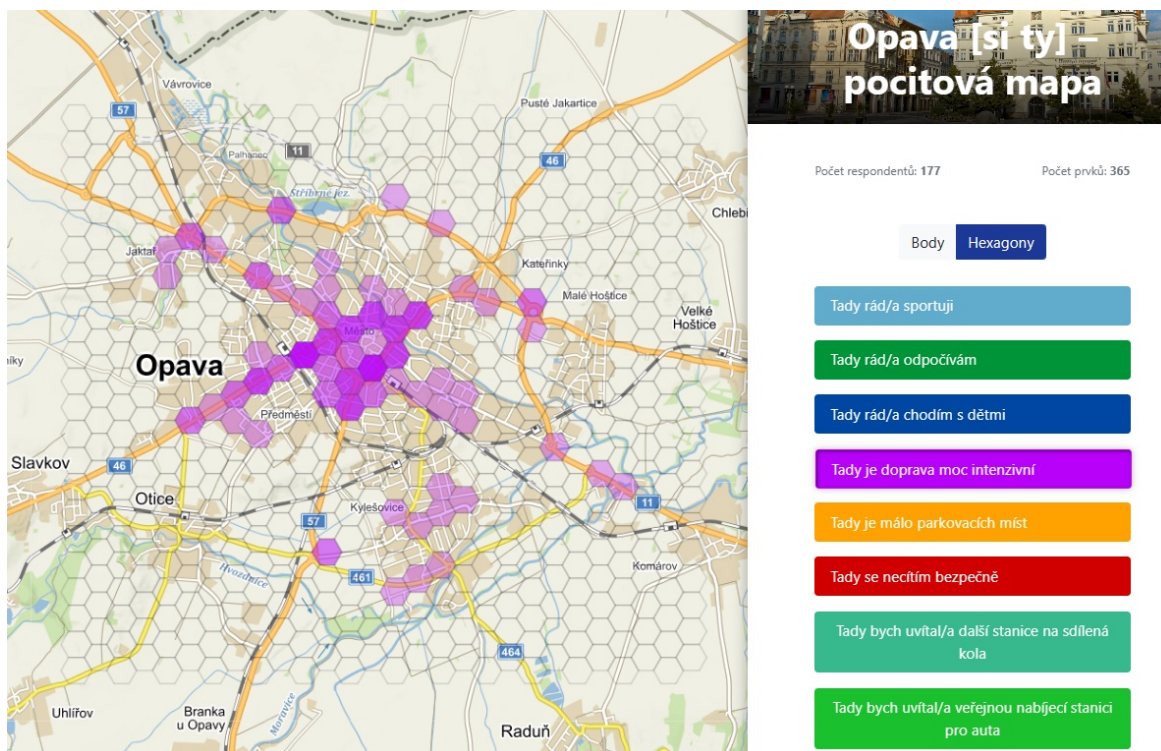 Vávrovice
57
Pusté Jakartice
11
Palhanec
46
Stříbrné jez.
Chlebi
Jaktař
Kateřinky
Malé Hoštice
Velké
Hoštice
Město
níky
Opava
Předměstí
Slavkov
46
Otice
11
Kylešovice
57
Komárov
Hvozdnice
461
464
Moravice
Uhlířov
Branka
u Opavy
Raduň
Opava [si ty] –
pocitová mapa
Počet respondentů: 177
Počet prvků: 365
Body
Hexagony
Tady rád/a sportuji
Tady rád/a odpočívám
Tady rád/a chodím s dětmi
Tady je doprava moc intenzivní
Tady je málo parkovacích míst
Tady se necítím bezpečně
Tady bych uvítal/a další stanice na sdílená
kola
Tady bych uvítal/a veřejnou nabíjecí stanici
pro auta